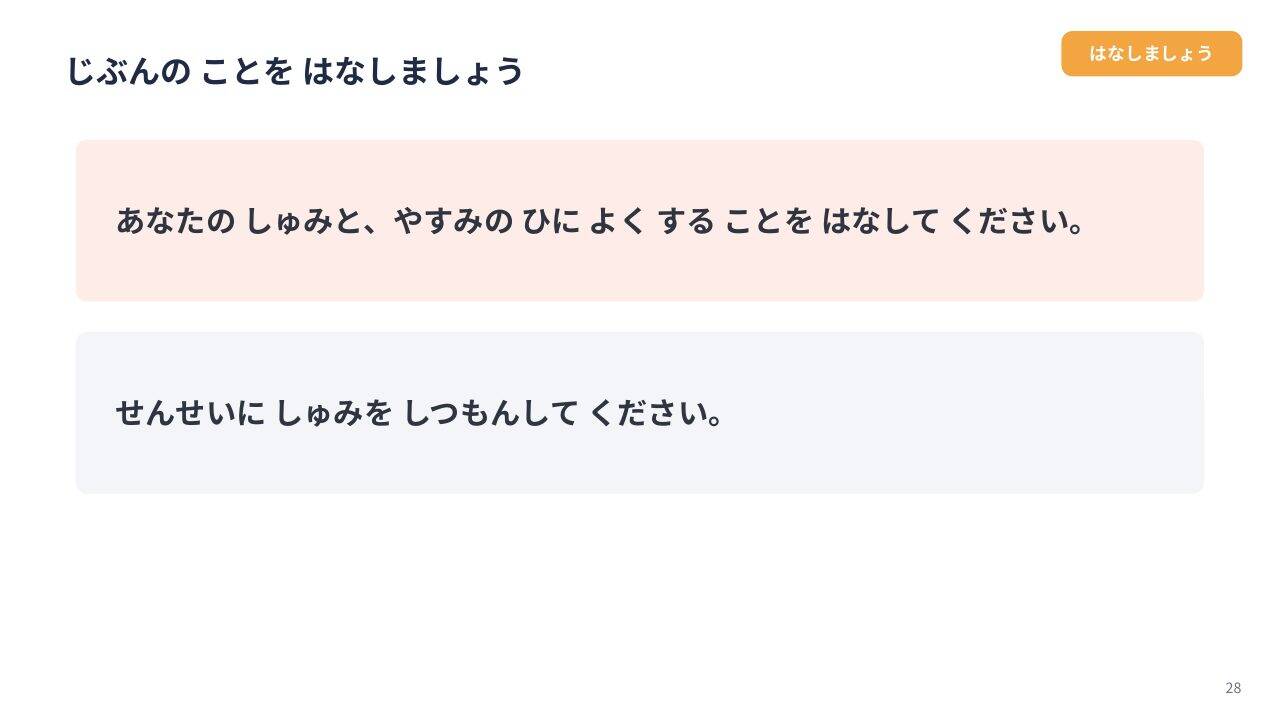 じぶんの ことを はなしましょう
はなしましょう
あなたの しゅみと、やすみの ひに よく する ことを はなして ください。
せんせいに しゅみを しつもんして ください。
28